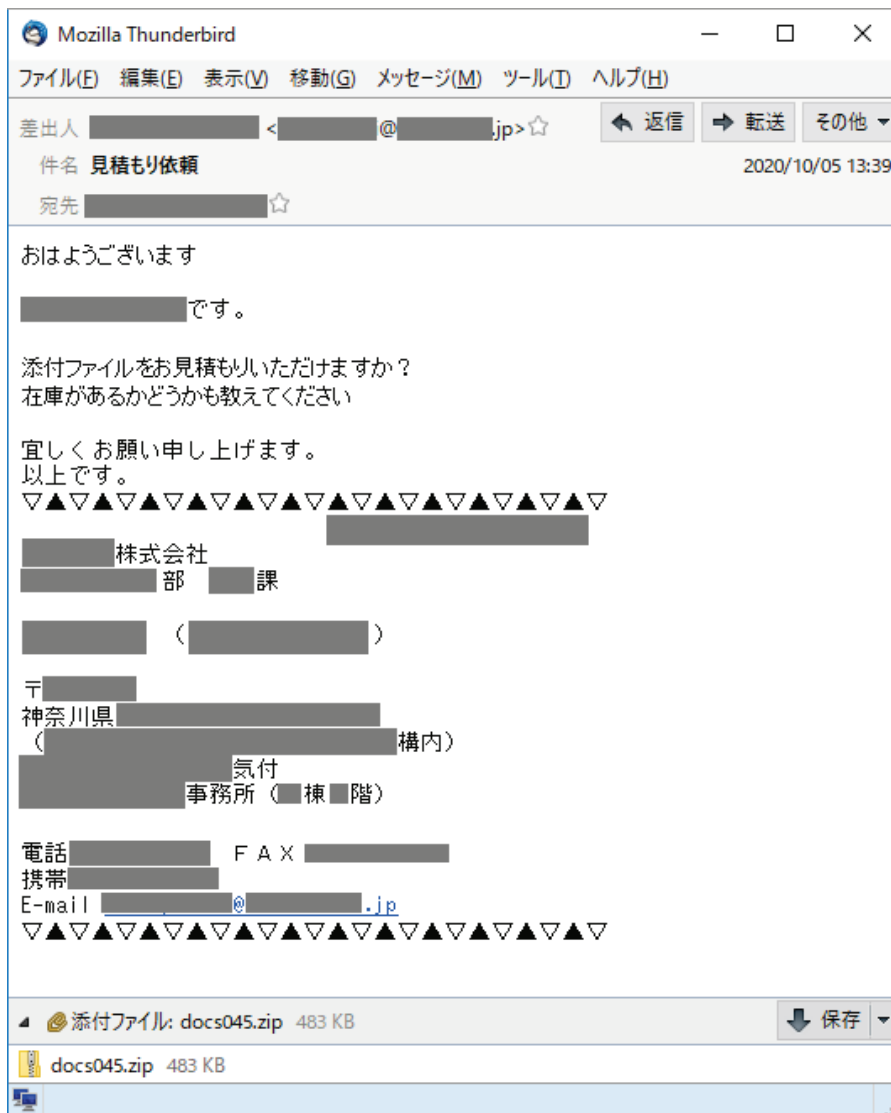 Mozilla Thunderbird
ファイル(F) 編集(E) 表示(V) 移動(G) メッセージ(M) ツール(T) ヘルプ(H)
差出人 < @ .jp>☆ 返信 転送 その他
件名 見積もり依頼 2020/10/05 13:39
宛先 ☆
おはようございます
です。
添付ファイルをお見積もりいただけますか?
在庫があるかどうかも教えてください
宜しくお願い申し上げます。
以上です。
▽▲▽▲▽▲▽▲▽▲▽▲▽▲▽▲▽▲▽▲▽▲▽▲▽
株式会社
部 課
( )
〒
神奈川県
( 構内)
気付
事務所( 棟 階)
電話 FAX
携帯
E-mail @ .jp
▽▲▽▲▽▲▽▲▽▲▽▲▽▲▽▲▽▲▽▲▽▲▽▲▽
添付ファイル: docs045.zip 483 KB 保存
docs045.zip 483 KB